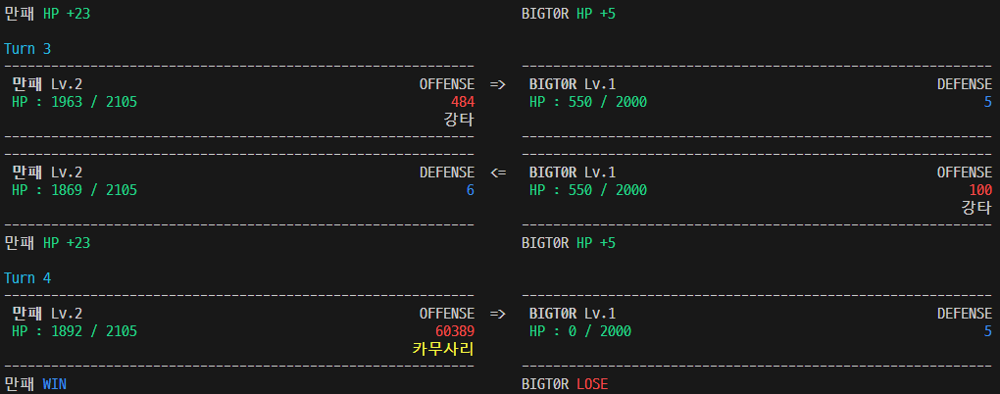 만패 HP +23 BIGT0R HP +5
Turn 3
------------------------------------------------------------ ------------------------------------------------------------
만패 Lv.2 OFFENSE => BIGT0R Lv.1 DEFENSE
HP : 1963 / 2105 484 HP : 550 / 2000 5
강타
------------------------------------------------------------ ------------------------------------------------------------
------------------------------------------------------------ ------------------------------------------------------------
만패 Lv.2 DEFENSE <= BIGT0R Lv.1 OFFENSE
HP : 1869 / 2105 6 HP : 550 / 2000 100
강타
------------------------------------------------------------ ------------------------------------------------------------
만패 HP +23 BIGT0R HP +5
Turn 4
------------------------------------------------------------ ------------------------------------------------------------
만패 Lv.2 OFFENSE => BIGT0R Lv.1 DEFENSE
HP : 1892 / 2105 60389 HP : 0 / 2000 5
카무사리
------------------------------------------------------------ ------------------------------------------------------------
만패 WIN BIGT0R LOSE